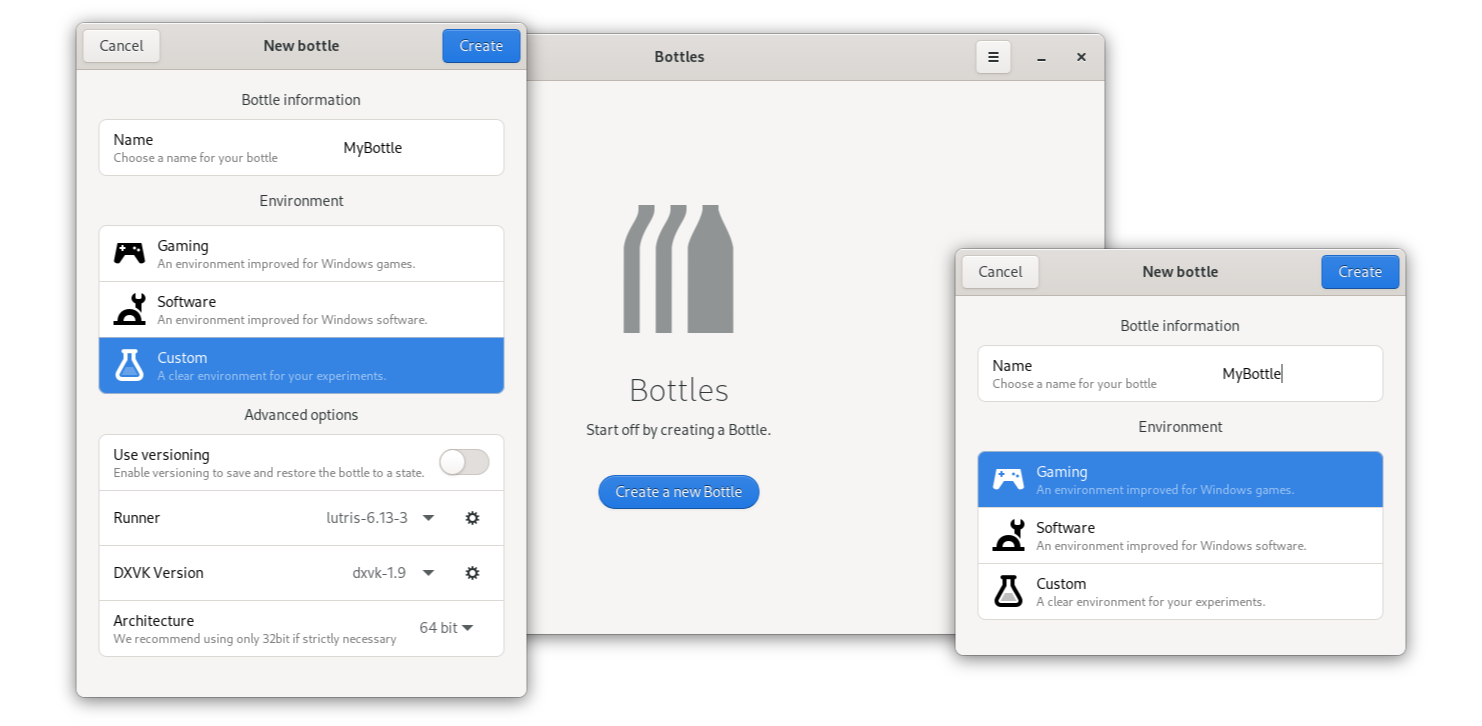 Cancel New bottle Create
Bottle information
Name
Choose a name for your bottle
MyBottle
Environment
Gaming
An environment improved for Windows games.
Software
An environment improved for Windows software.
Custom
A clear environment for your experiments.
Advanced options
Use versioning
Enable versioning to save and restore the bottle to a state.
Runner lutris-6.13-3
DXVK Version dxvk-1.9
Architecture
We recommend using only 32bit if strictly necessary
64 bit
Bottles
Bottles
Start off by creating a Bottle.
Create a new Bottle
Cancel New bottle Create
Bottle information
Name
Choose a name for your bottle
MyBottle
Environment
Gaming
An environment improved for Windows games.
Software
An environment improved for Windows software.
Custom
A clear environment for your experiments.